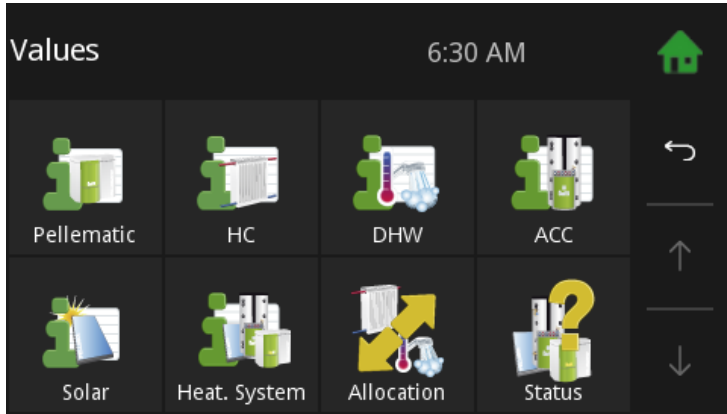 Values 6:30 AM
Pellematic HC DHW ACC
Solar Heat. System Allocation Status